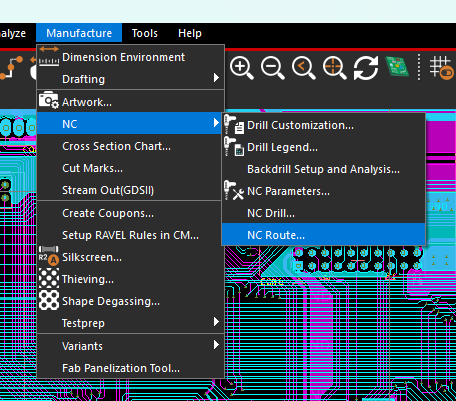 nalyze Manufacture Tools Help
Dimension Environment
Drafting
Artwork...
NC
Cross Section Chart...
Cut Marks...
Stream Out(GDSII)
Create Coupons...
Setup RAVEL Rules in CM...
R2 A Silkscreen...
Thieving...
Shape Degassing...
Testprep
Variants
Fab Panelization Tool...
Drill Customization...
Drill Legend...
Backdrill Setup and Analysis...
NC Parameters...
NC Drill...
NC Route...